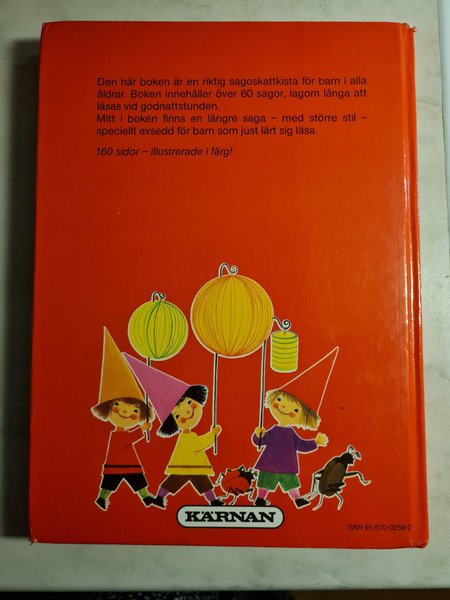 Den här boken är en riktig sagoskattkista för barn i alla
åldrar. Boken innehåller över 60 sagor, lagom långa att
läsas vid godnattstunden.
Mitt i boken finns en längre saga – med större stil –
speciellt avsedd för barn som just lärt sig läsa.
160 sidor – illustrerade i färg!
KÄRNAN
ISBN 91-570-0259-2